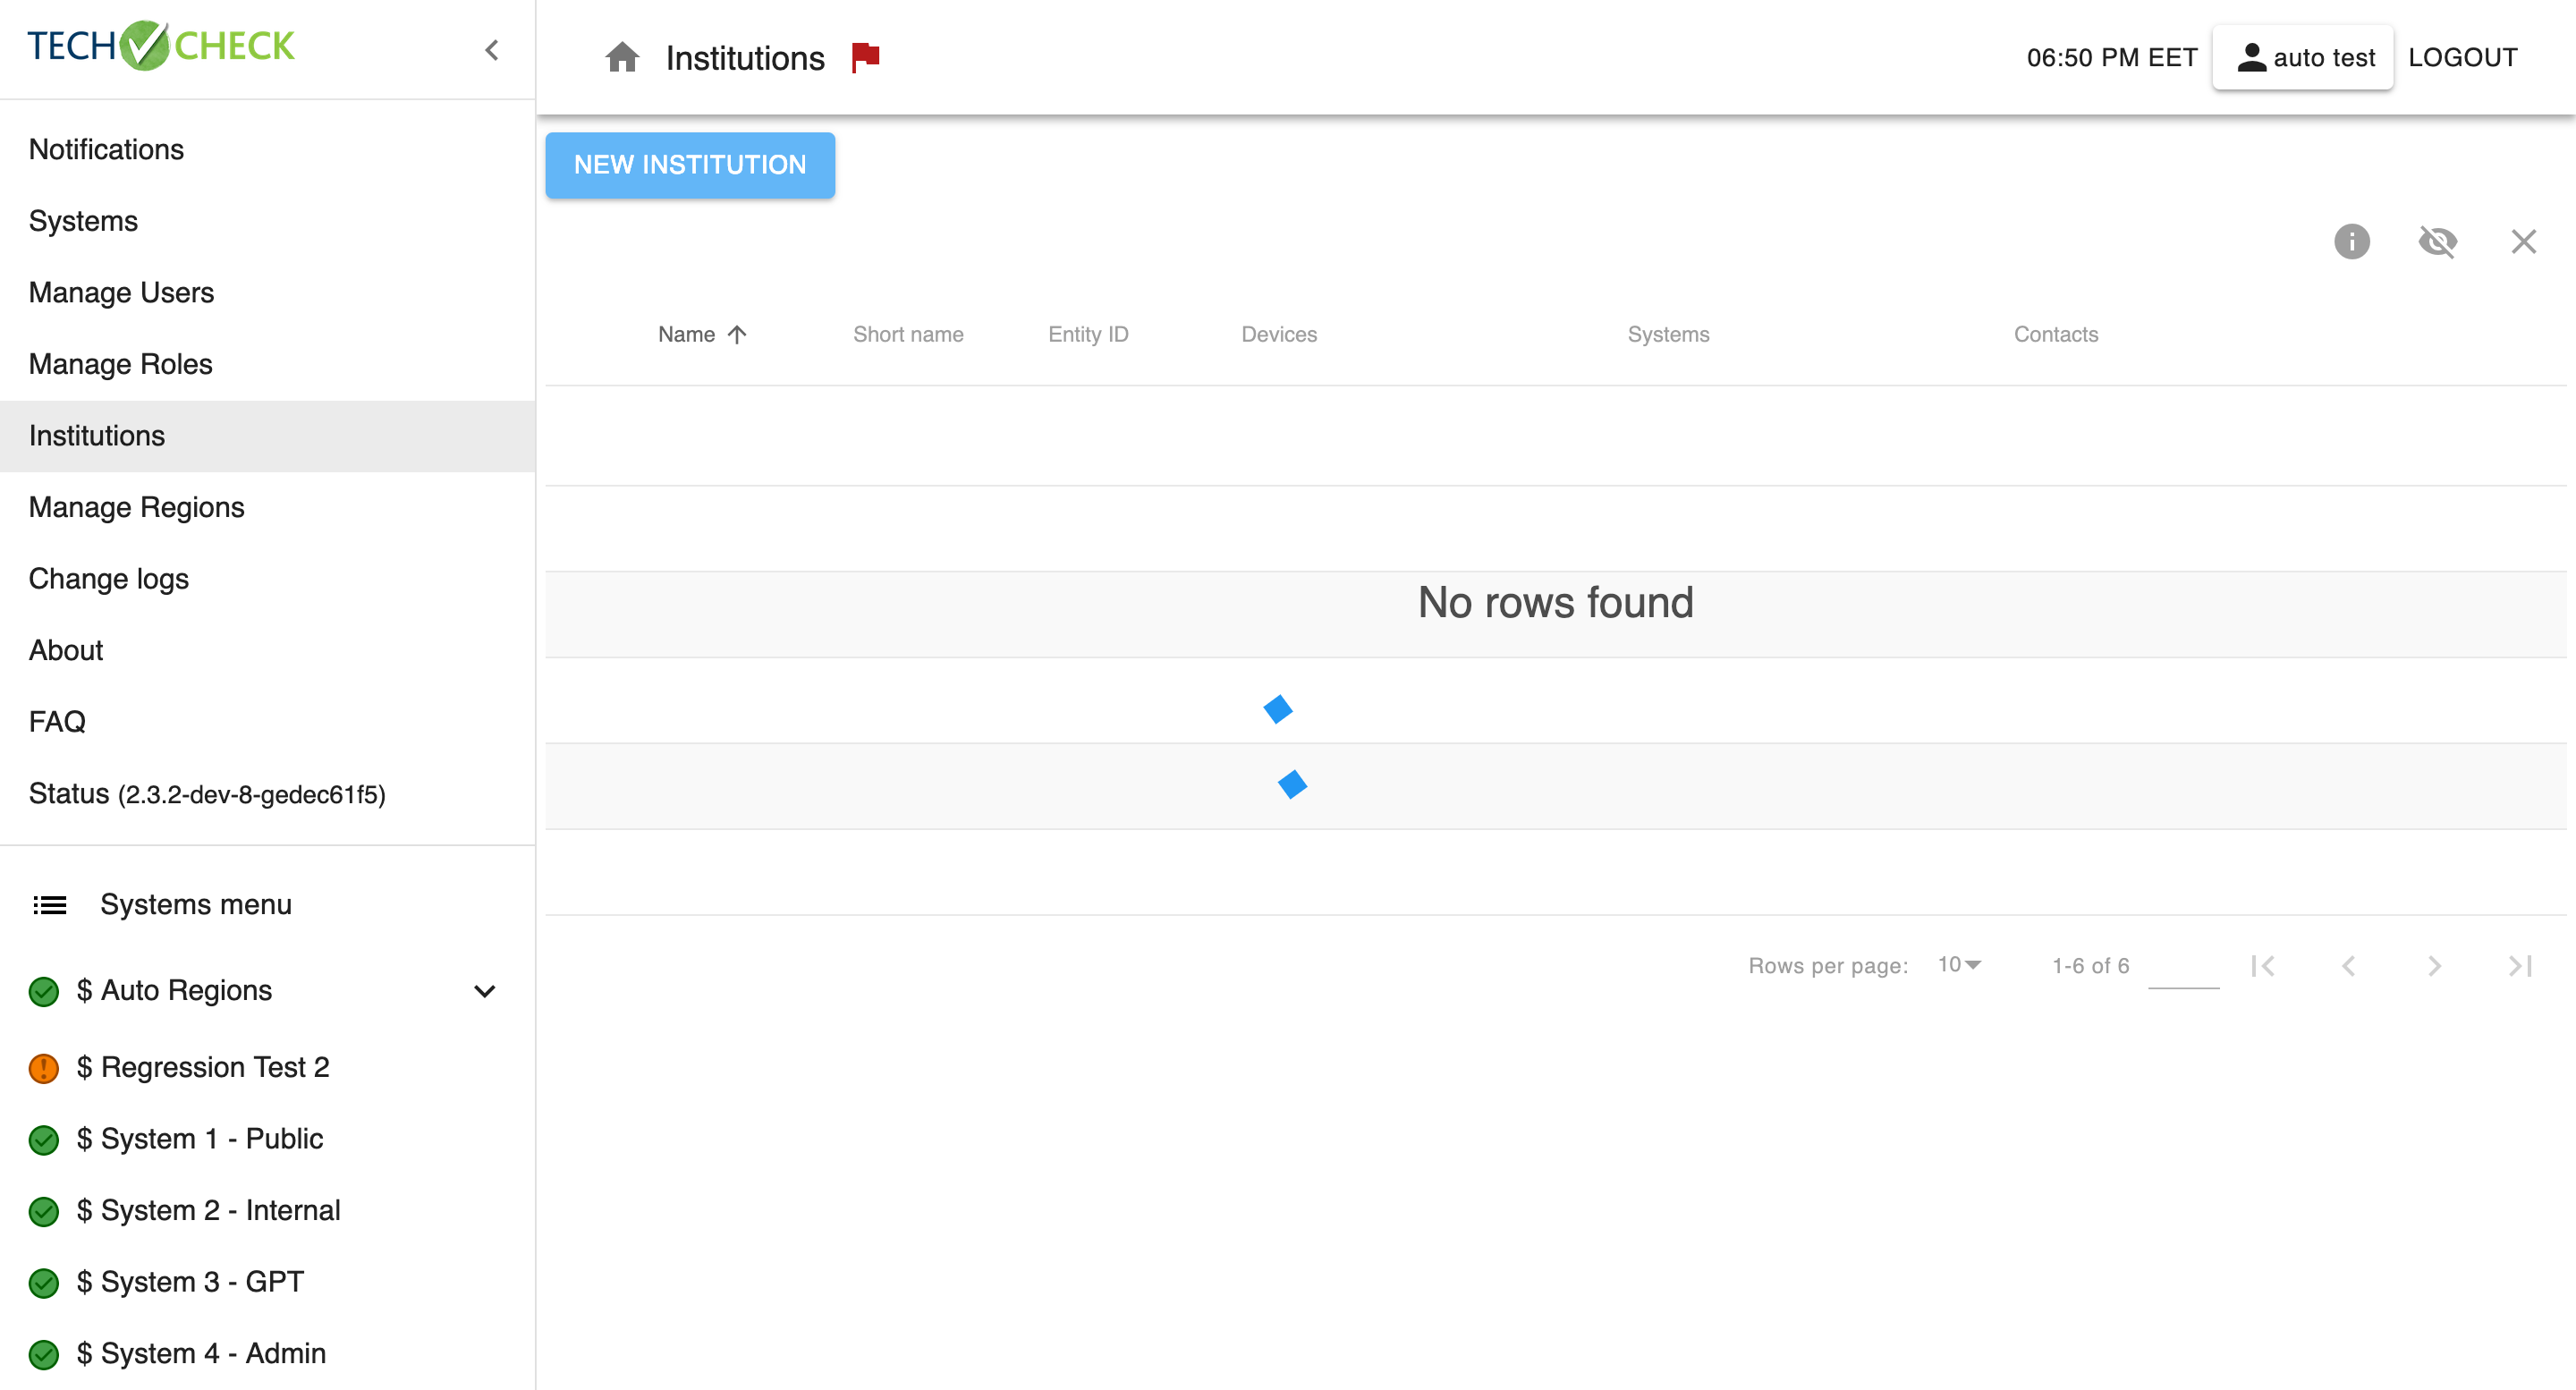 TECH CHECK
Institutions
06:50 PM EET
auto test
LOGOUT
Notifications
Systems
Manage Users
Manage Roles
Institutions
Manage Regions
Change logs
About
FAQ
Status (2.3.2-dev-8-gedec61f5)
Systems menu
$ Auto Regions
$ Regression Test 2
$ System 1 - Public
$ System 2 - Internal
$ System 3 - GPT
$ System 4 - Admin
NEW INSTITUTION
Name Short name Entity ID Devices Systems Contacts
No rows found
Rows per page: 10 1-6 of 6